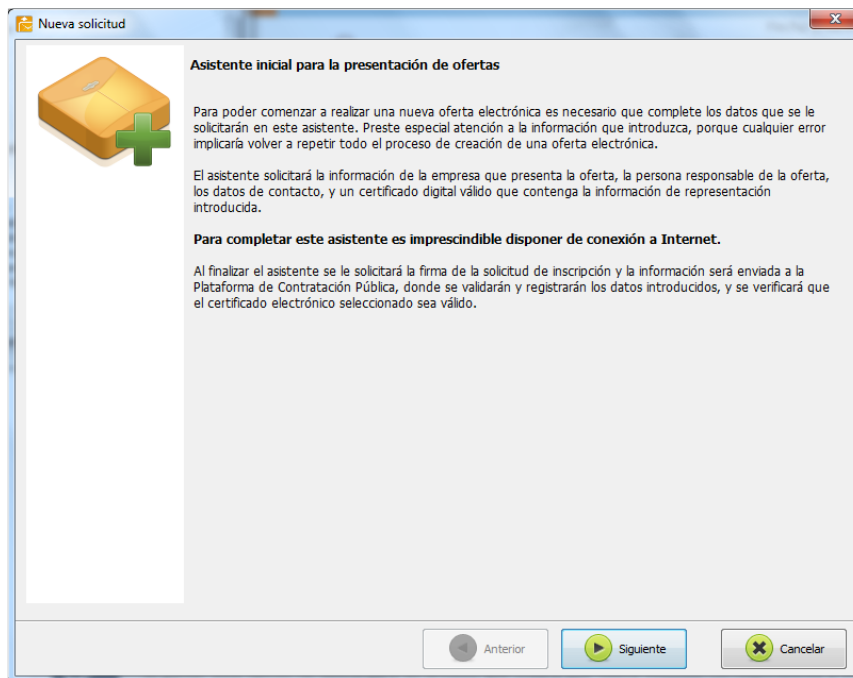 Nueva solicitud
Asistente inicial para la presentación de ofertas
Para poder comenzar a realizar una nueva oferta electrónica es necesario que complete los datos que se le
solicitarán en este asistente. Preste especial atención a la información que introduzca, porque cualquier error
implicaría volver a repetir todo el proceso de creación de una oferta electrónica.
El asistente solicitará la información de la empresa que presenta la oferta, la persona responsable de la oferta,
los datos de contacto, y un certificado digital válido que contenga la información de representación
introducida.
Para completar este asistente es imprescindible disponer de conexión a Internet.
Al finalizar el asistente se le solicitará la firma de la solicitud de inscripción y la información será enviada a la
Plataforma de Contratación Pública, donde se validarán y registrarán los datos introducidos, y se verificará que
el certificado electrónico seleccionado sea válido.
Anterior
Siguiente
Cancelar